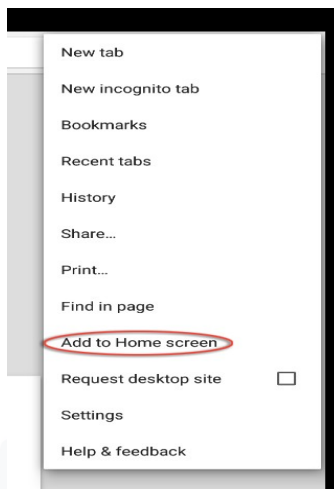 New tab
New incognito tab
Bookmarks
Recent tabs
History
Share...
Print...
Find in page
Add to Home screen
Request desktop site
Settings
Help & feedback